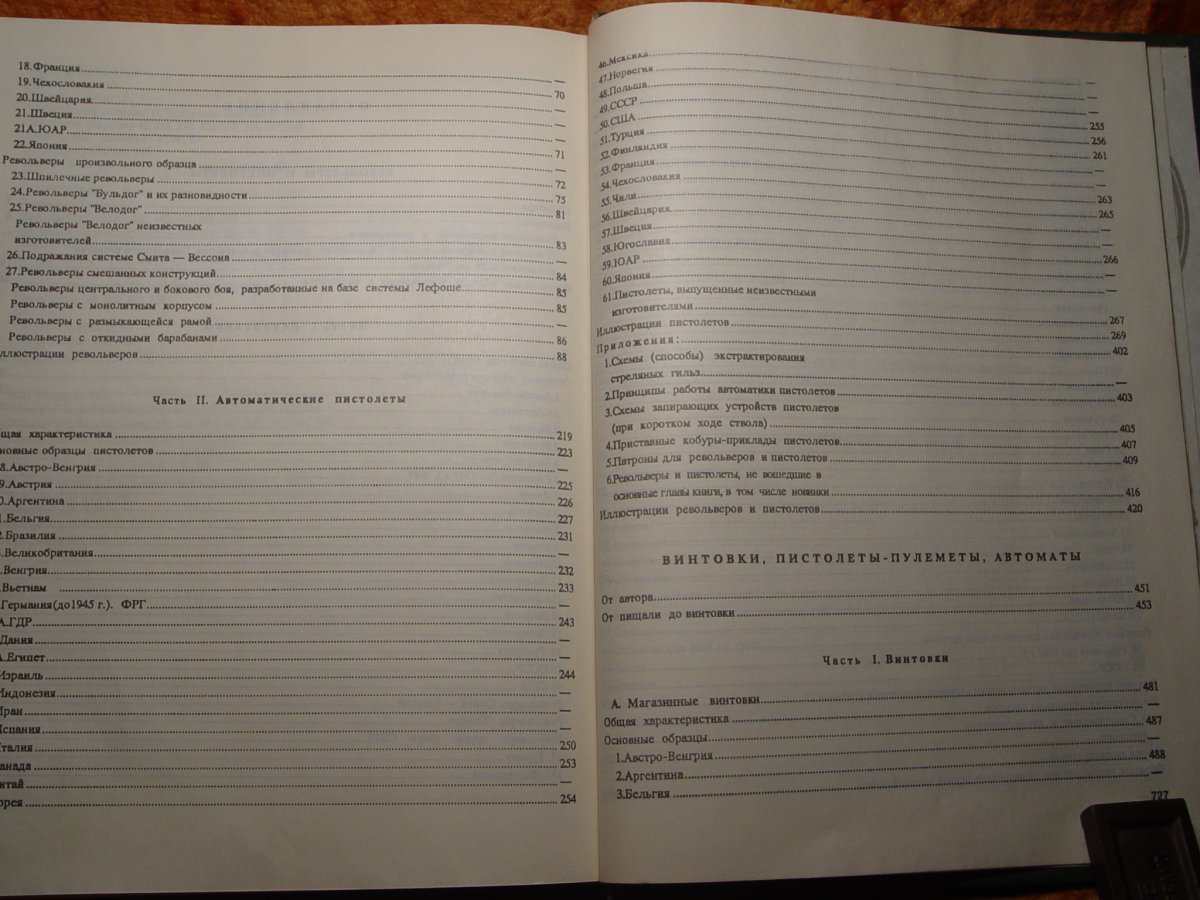 18.Франция —
19.Чехословакия 70
20.Швейцария —
21.Швеция —
21А.ЮАР —
22.Япония 71
Револьверы произвольного образца —
23.Шпилечные револьверы 72
24.Револьверы "Бульдог" и их разновидности 75
25.Револьверы "Велодог" 81
Револьверы "Велодог" неизвестных
изготовителей 83
26.Подражания системе Смита — Вессона —
27.Револьверы смешанных конструкций 84
Револьверы центрального и бокового боя, разработанные на базе системы Лефоше 85
Револьверы с монолитным корпусом 85
Револьверы с размыкающейся рамой —
Револьверы с откидными барабанами 86
ллюстрации револьверов 88
Часть II. Автоматические пистолеты
щая характеристика 219
новные образцы пистолетов 223
8.Австро-Венгрия —
9.Австрия 225
0.Аргентина 226
1.Бельгия 227
2.Бразилия 231
.Великобритания —
.Венгрия 232
.Вьетнам 233
.Германия(до1945 г.). ФРГ —
А.ГДР 243
Дания —
А.Египет —
Израиль 244
Индонезия —
Иран —
Испания —
талия 250
анада 253
итай —
орея 254
46.Мексика —
47.Норвегия —
48.Польша —
49.СССР 255
50.США 256
51.Турция 261
52.Финляндия —
53.Франция —
54.Чехословакия 263
55.Чили 265
56.Швейцария —
57.Швеция —
58.Югославия 266
59.ЮАР —
60.Япония —
61.Пистолеты, выпущенные неизвестными
изготовителями 267
Иллюстрации пистолетов 269
Приложения: 402
1.Схемы (способы) экстрактирования
стреляных гильз —
2.Принципы работы автоматики пистолетов 403
3.Схемы запирающих устройств пистолетов
(при коротком ходе ствола) 405
4.Приставные кобуры-приклады пистолетов 407
5.Патроны для револьверов и пистолетов 409
6.Револьверы и пистолеты, не вошедшие в
основные главы книги, в том числе новинки 416
Иллюстрации револьверов и пистолетов 420
ВИНТОВКИ, ПИСТОЛЕТЫ-ПУЛЕМЕТЫ, АВТОМАТЫ
От автора 451
От пищали до винтовки 453
Часть I. Винтовки
А. Магазинные винтовки 481
Общая характеристика —
Основные образцы 487
1.Австро-Венгрия —
2.Аргентина 488
3.Бельгия —
727